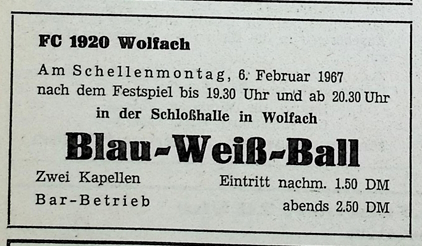 FC 1920 Wolfach
Am Schellenmontag, 6. Februar 1967
nach dem Festspiel bis 19.30 Uhr und ab 20.30 Uhr
in der Schloßhalle in Wolfach
Blau-Weiß-Ball
Zwei Kapellen Eintritt nachm. 1.50 DM
Bar-Betrieb abends 2.50 DM